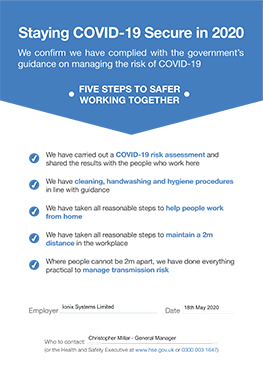 Staying COVID-19 Secure in 2020
We confirm we have complied with the government's
guidance on managing the risk of COVID-19
FIVE STEPS TO SAFER
WORKING TOGETHER
We have carried out a COVID-19 risk assessment and
shared the results with the people who work here
We have cleaning, handwashing and hygiene procedures
in line with guidance
We have taken all reasonable steps to help people work
from home
We have taken all reasonable steps to maintain a 2m
distance in the workplace
Where people cannot be 2m apart, we have done everything
practical to manage transmission risk
Employer Ionix Systems Limited Date 18th May 2020
Who to contact: Christopher Millar - General Manager
(or the Health and Safety Executive at www.hse.gov.uk or 0300 003 1647)